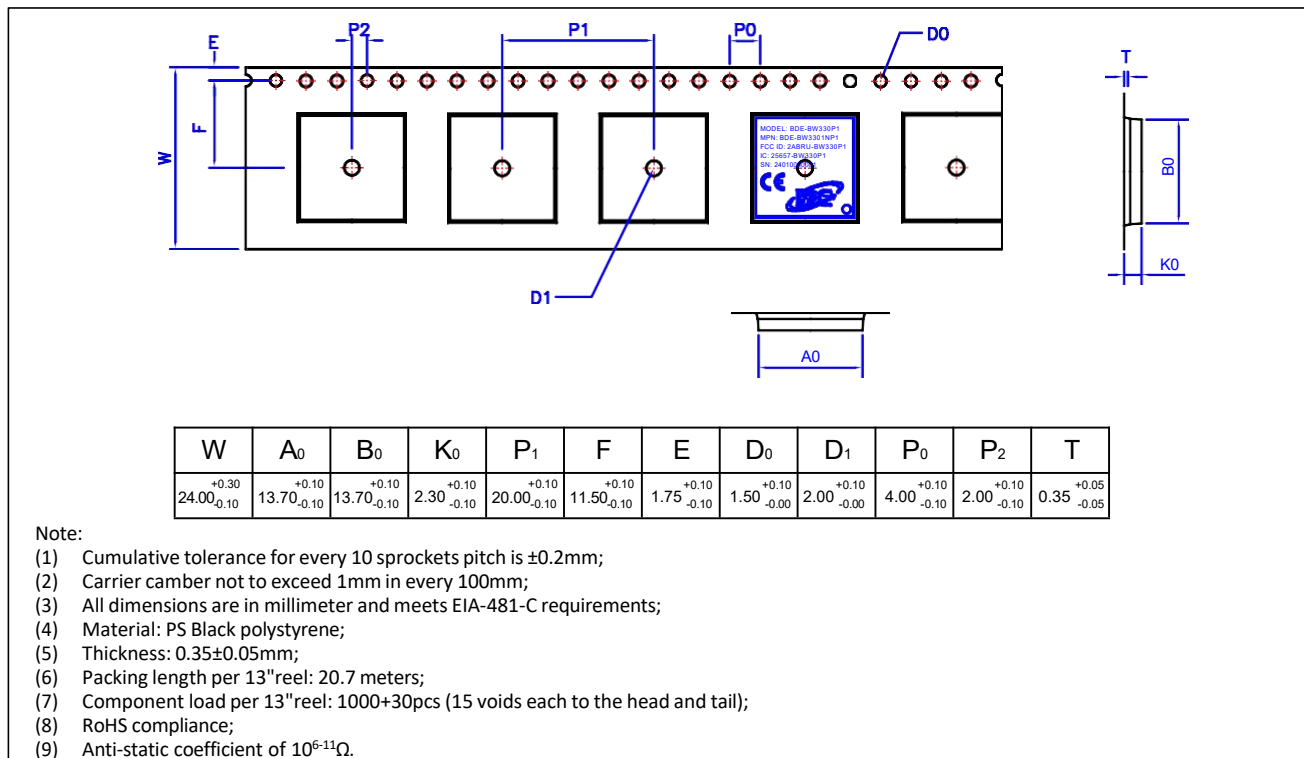 E
P2
P1
P0
D0
T
F
W
MODEL: BDE-BW330P1
MPN: BDE-BW3301NP1
FCC ID: 2ABRU-BW330P1
IC: 25657-BW330P1
CE
B0
K0
D1
A0
W A₀ B₀ K₀ P₁ F E D₀ D₁ P₀ P₂ T
24.00 +0.30 -0.10 13.70 +0.10 -0.10 13.70 +0.10 -0.10 2.30 +0.10 -0.10 20.00 +0.10 -0.10 11.50 +0.10 -0.10 1.75 +0.10 -0.10 1.50 +0.10 -0.00 2.00 +0.10 -0.00 4.00 +0.10 -0.10 2.00 +0.10 -0.10 0.35 +0.05 -0.05
Note:
(1) Cumulative tolerance for every 10 sprockets pitch is ±0.2mm;
(2) Carrier camber not to exceed 1mm in every 100mm;
(3) All dimensions are in millimeter and meets EIA-481-C requirements;
(4) Material: PS Black polystyrene;
(5) Thickness: 0.35±0.05mm;
(6) Packing length per 13"reel: 20.7 meters;
(7) Component load per 13"reel: 1000+30pcs (15 voids each to the head and tail);
(8) RoHS compliance;
(9) Anti-static coefficient of 10⁶⁻¹¹Ω.